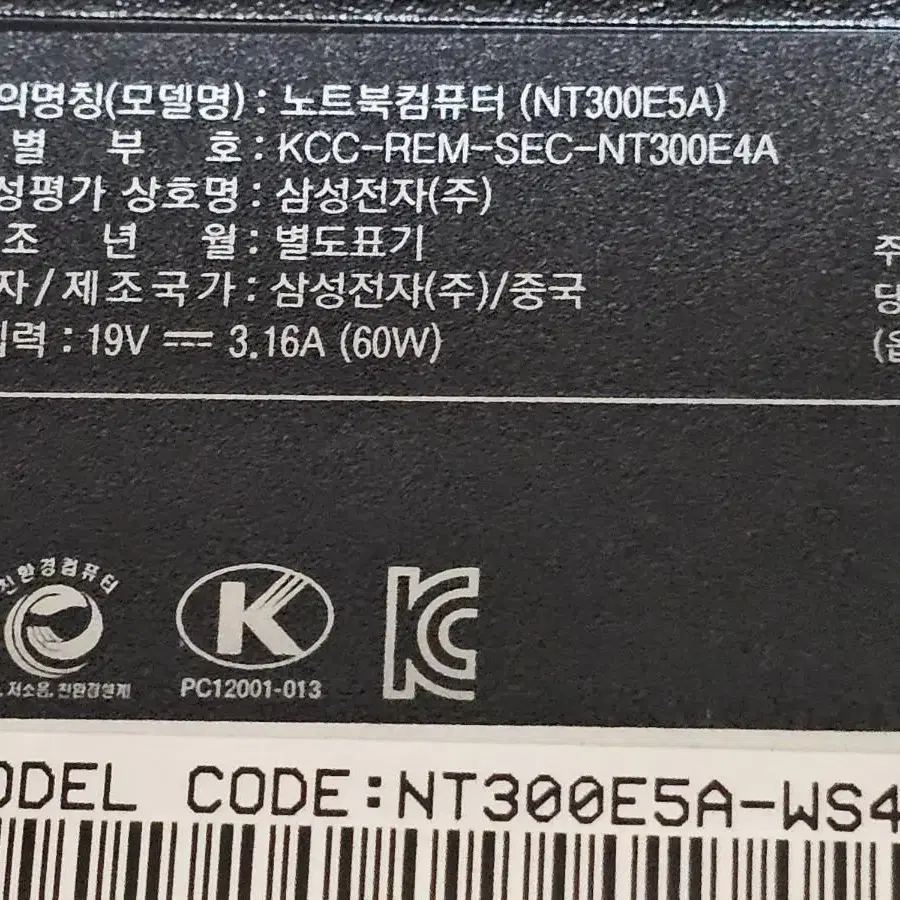 의명칭(모델명) : 노트북컴퓨터 (NT300E5A)
별 부 호 : KCC-REM-SEC-NT300E4A
성평가 상호명 : 삼성전자(주)
조 년 월 : 별도표기
자/제조국가 : 삼성전자(주)/중국
입력 : 19V 3.16A (60W)
주
당
(옵
친환경컴퓨터
저소음, 친환경설계
K
PC12001-013
KC
MODEL CODE:NT300E5A-WS4